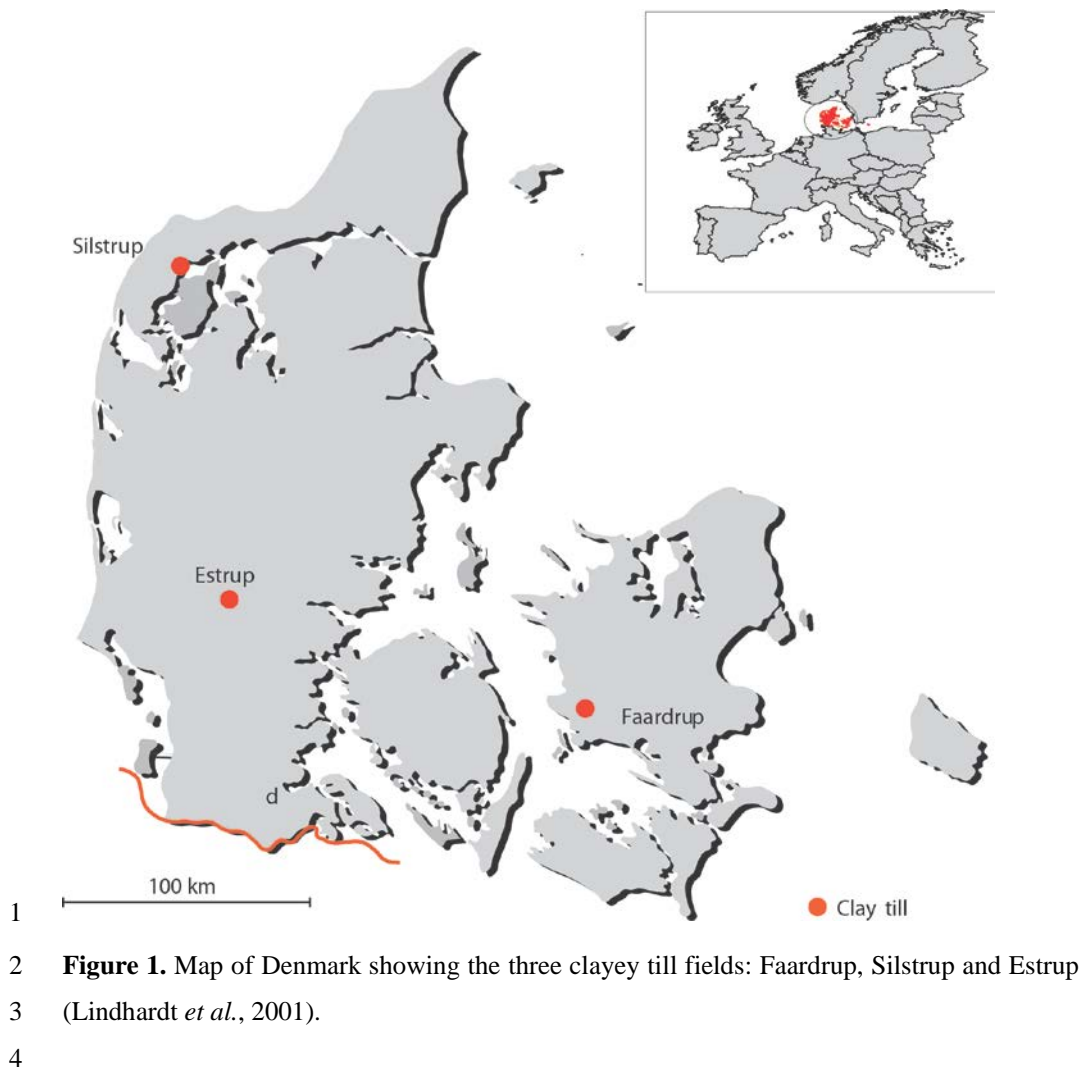 Silstrup
Estrup
Faardrup
d
100 km
Clay till
1
2 Figure 1. Map of Denmark showing the three clayey till fields: Faardrup, Silstrup and Estrup
3 (Lindhardt et al., 2001).
4